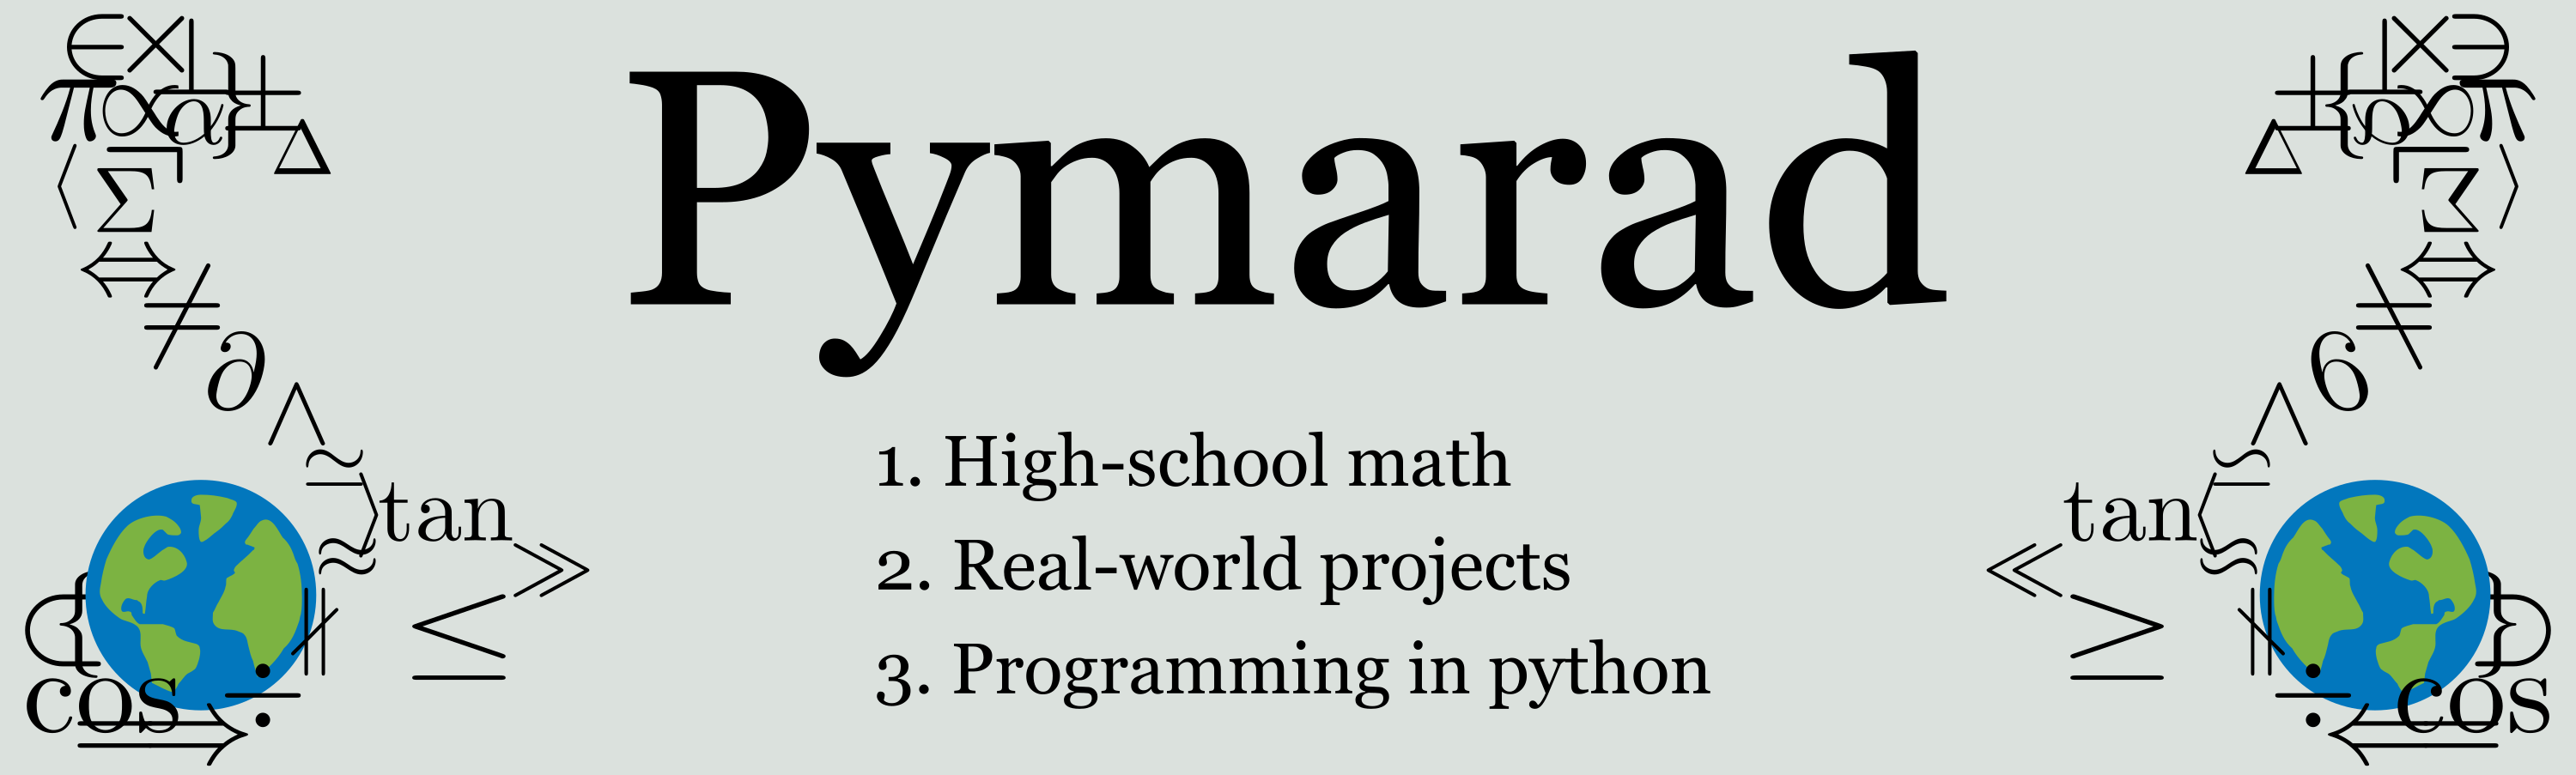 Pymarad
1. High-school math
2. Real-world projects
3. Programming in python
tan
tan
cos
cos